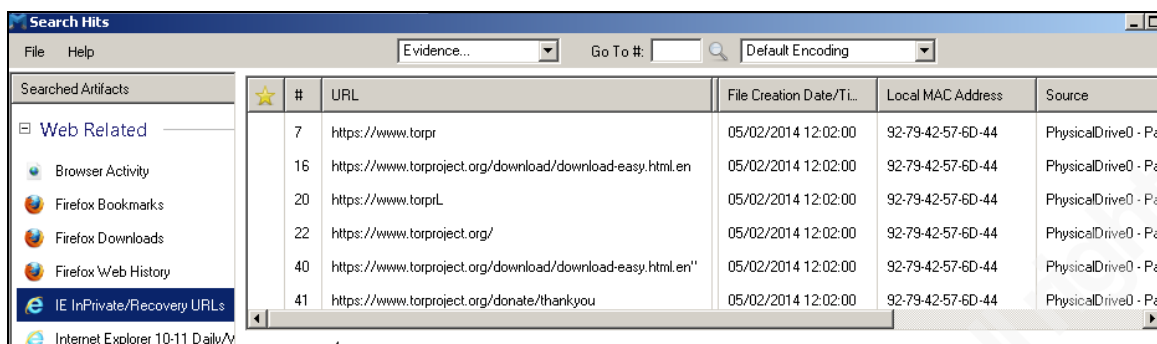 Search Hits
File Help Evidence... Go To #: Default Encoding
Searched Artifacts
# URL File Creation Date/Ti... Local MAC Address Source
Web Related
Browser Activity
Firefox Bookmarks
Firefox Downloads
Firefox Web History
IE InPrivate/Recovery URLs
Internet Explorer 10-11 Daily/W
7 https://www.torpr 05/02/2014 12:02:00 92-79-42-57-6D-44 PhysicalDrive0 - Pa
16 https://www.torproject.org/download/download-easy.html.en 05/02/2014 12:02:00 92-79-42-57-6D-44 PhysicalDrive0 - Pa
20 https://www.torprL 05/02/2014 12:02:00 92-79-42-57-6D-44 PhysicalDrive0 - Pa
22 https://www.torproject.org/ 05/02/2014 12:02:00 92-79-42-57-6D-44 PhysicalDrive0 - Pa
40 https://www.torproject.org/download/download-easy.html.en" 05/02/2014 12:02:00 92-79-42-57-6D-44 PhysicalDrive0 - Pa
41 https://www.torproject.org/donate/thankyou 05/02/2014 12:02:00 92-79-42-57-6D-44 PhysicalDrive0 - Pa